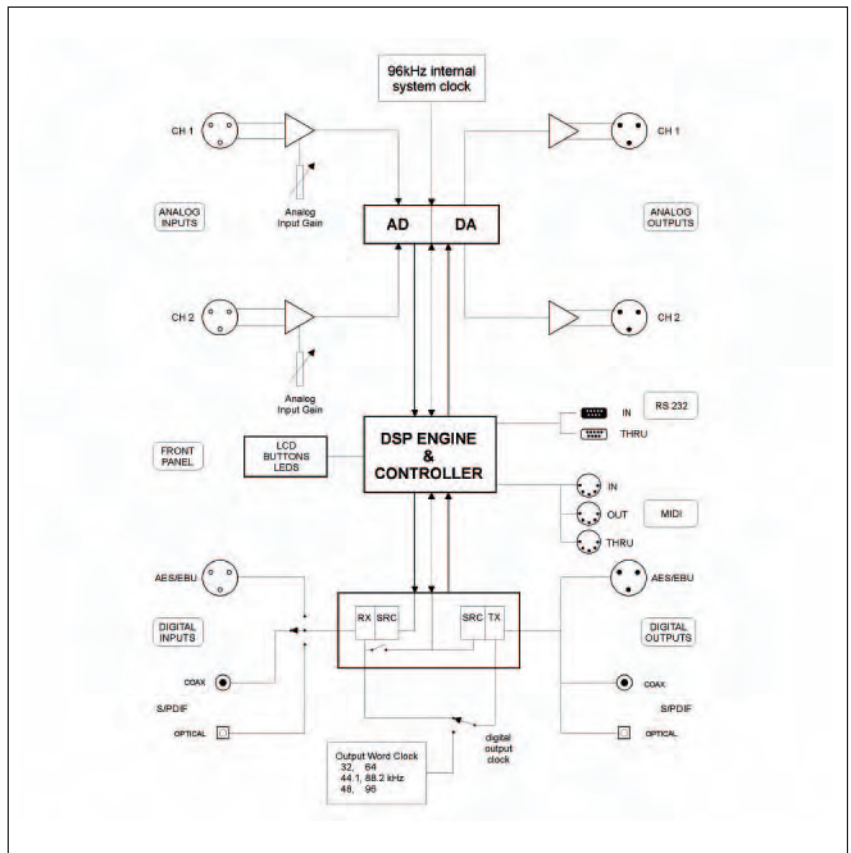 96kHz internal
system clock
CH 1
CH 1
Analog
Input Gain
ANALOG
INPUTS
AD
DA
ANALOG
OUTPUTS
CH 2
CH 2
Analog
Input Gain
RS 232
IN
THRU
FRONT
PANEL
LCD
BUTTONS
LEDS
DSP ENGINE
&
CONTROLLER
IN
OUT
THRU
MIDI
AES/EBU
AES/EBU
DIGITAL
INPUTS
RX
SRC
SRC
TX
DIGITAL
OUTPUTS
COAX
COAX
S/PDIF
S/PDIF
OPTICAL
OPTICAL
digital
output
clock
Output Word Clock
32, 64
44.1, 88.2 kHz
48, 96